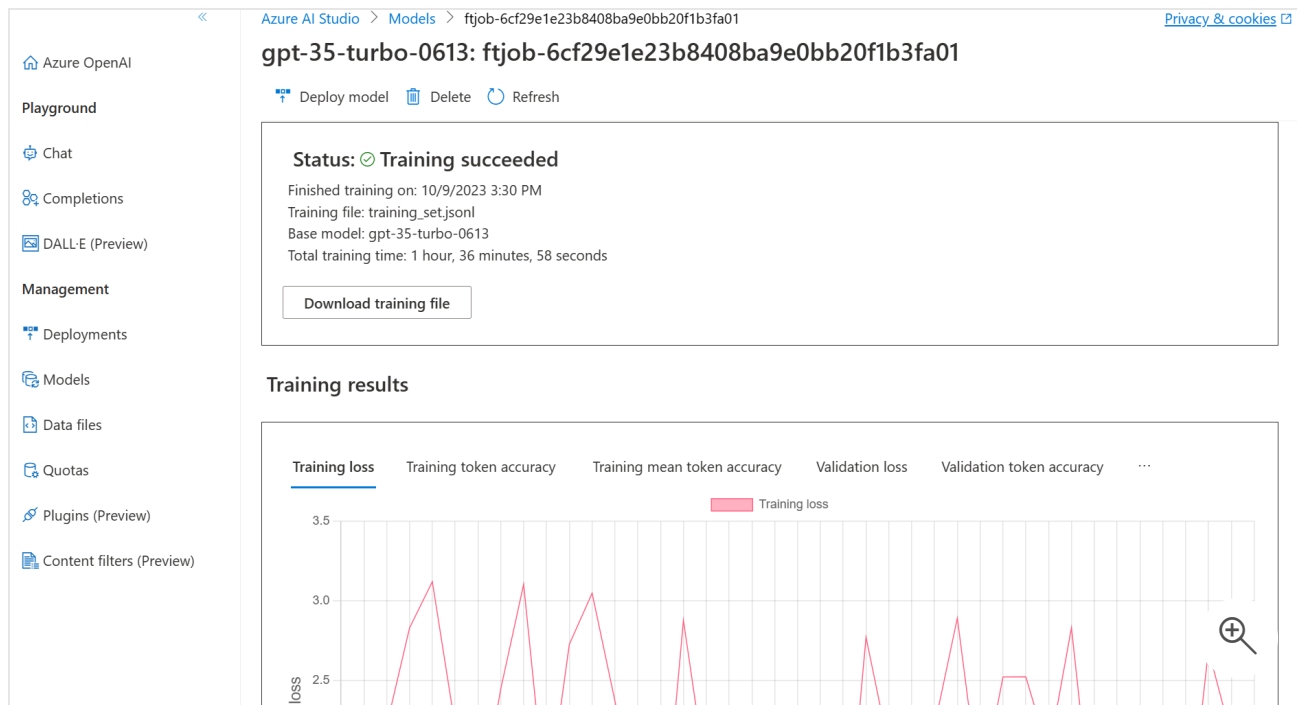 Azure AI Studio > Models > ftjob-6cf29e1e23b8408ba9e0bb20f1b3fa01
Privacy & cookies
gpt-35-turbo-0613: ftjob-6cf29e1e23b8408ba9e0bb20f1b3fa01
Deploy model Delete Refresh
Azure OpenAI
Playground
Chat
Completions
DALL·E (Preview)
Management
Deployments
Models
Data files
Quotas
Plugins (Preview)
Content filters (Preview)
Status: Training succeeded
Finished training on: 10/9/2023 3:30 PM
Training file: training_set.jsonl
Base model: gpt-35-turbo-0613
Total training time: 1 hour, 36 minutes, 58 seconds
Download training file
Training results
Training loss Training token accuracy Training mean token accuracy Validation loss Validation token accuracy ...
Training loss
3.5
3.0
2.5
loss